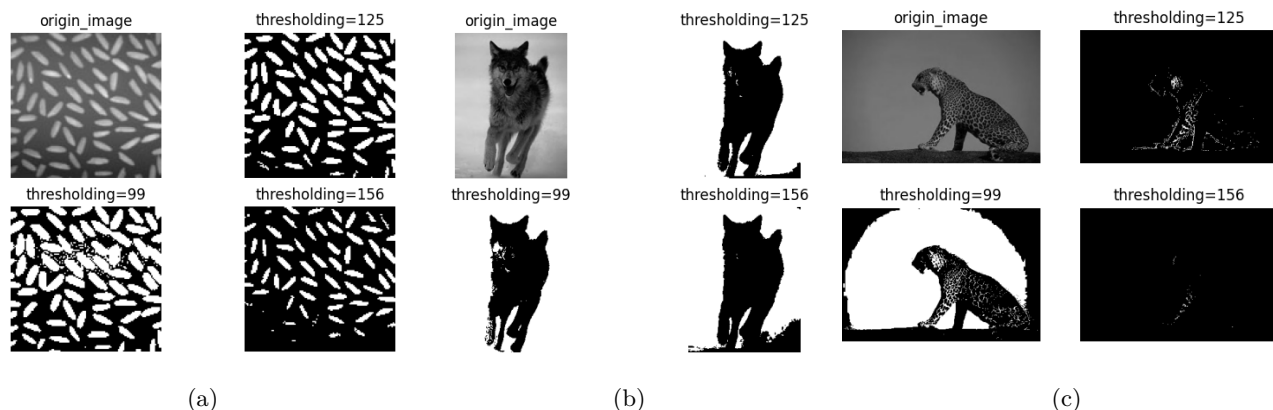 origin_image
thresholding=125
thresholding=99
thresholding=156
(a)
origin_image
thresholding=125
thresholding=99
thresholding=156
(b)
origin_image
thresholding=125
thresholding=99
thresholding=156
(c)